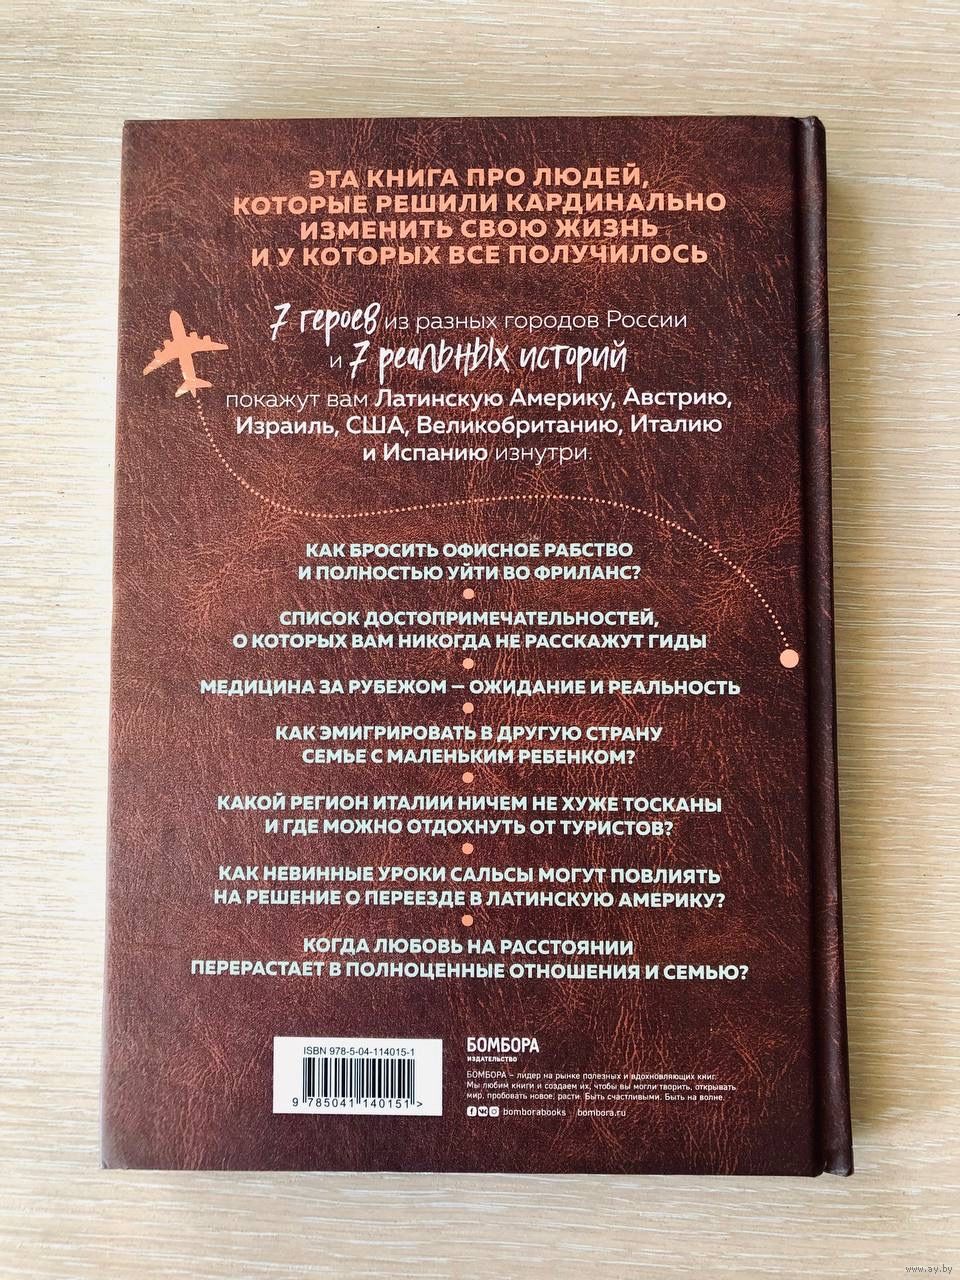 ЭТА КНИГА ПРО ЛЮДЕЙ,
КОТОРЫЕ РЕШИЛИ КАРДИНАЛЬНО
ИЗМЕНИТЬ СВОЮ ЖИЗНЬ
И У КОТОРЫХ ВСЕ ПОЛУЧИЛОСЬ
7 героев из разных городов России
и 7 реальных историй
покажут вам Латинскую Америку, Австрию,
Израиль, США, Великобританию, Италию
и Испанию изнутри.
КАК БРОСИТЬ ОФИСНОЕ РАБСТВО
И ПОЛНОСТЬЮ УЙТИ ВО ФРИЛАНС?
СПИСОК ДОСТОПРИМЕЧАТЕЛЬНОСТЕЙ,
О КОТОРЫХ ВАМ НИКОГДА НЕ РАССКАЖУТ ГИДЫ
МЕДИЦИНА ЗА РУБЕЖОМ — ОЖИДАНИЕ И РЕАЛЬНОСТЬ
КАК ЭМИГРИРОВАТЬ В ДРУГУЮ СТРАНУ
СЕМЬЕ С МАЛЕНЬКИМ РЕБЕНКОМ?
КАКОЙ РЕГИОН ИТАЛИИ НИЧЕМ НЕ ХУЖЕ ТОСКАНЫ
И ГДЕ МОЖНО ОТДОХНУТЬ ОТ ТУРИСТОВ?
КАК НЕВИННЫЕ УРОКИ САЛЬСЫ МОГУТ ПОВЛИЯТЬ
НА РЕШЕНИЕ О ПЕРЕЕЗДЕ В ЛАТИНСКУЮ АМЕРИКУ?
КОГДА ЛЮБОВЬ НА РАССТОЯНИИ
ПЕРЕРАСТАЕТ В ПОЛНОЦЕННЫЕ ОТНОШЕНИЯ И СЕМЬЮ?
ISBN 978-5-04-114015-1
9 785041 140151 >
БОМБОРА
ИЗДАТЕЛЬСТВО
БОМБОРА – лидер на рынке полезных и вдохновляющих книг.
Мы любим книги и создаем их, чтобы вы могли творить, открывать
мир, пробовать новое, расти. Быть счастливыми. Быть на волне.
bomborabooks bombora.ru
www.ay.by